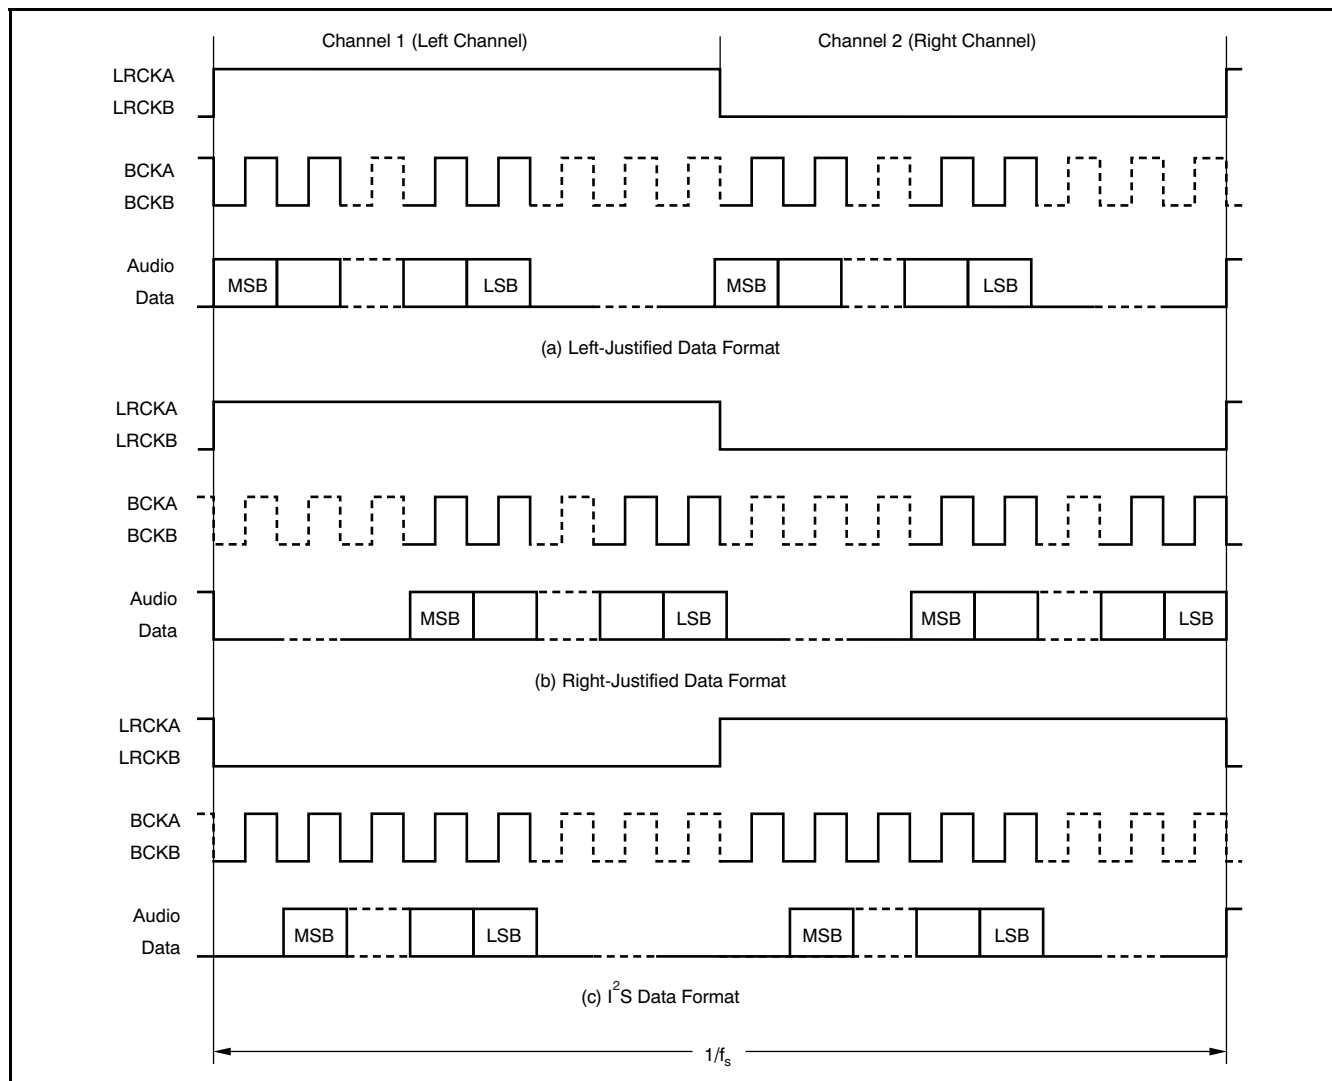 Channel 1 (Left Channel) Channel 2 (Right Channel)
LRCKA
LRCKB
BCKA
BCKB
Audio
Data
MSB LSB MSB LSB
(a) Left-Justified Data Format
LRCKA
LRCKB
BCKA
BCKB
Audio
Data
MSB LSB MSB LSB
(b) Right-Justified Data Format
LRCKA
LRCKB
BCKA
BCKB
Audio
Data
MSB LSB MSB LSB
(c) I²S Data Format
1/fₛ